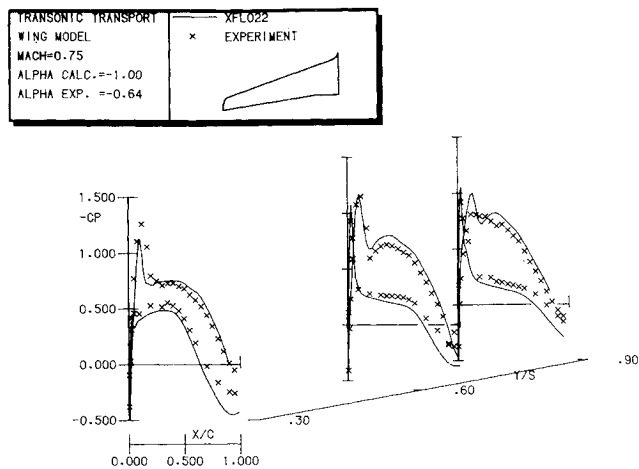 TRANSONIC TRANSPORT
WING MODEL
MACH=0.75
ALPHA CALC.=-1.00
ALPHA EXP. =-0.64
XFLO22
× EXPERIMENT
1.500
-CP
1.000
0.500
0.000
-0.500
X/C
0.000 0.500 1.000
.30
.60
Y/S
.90